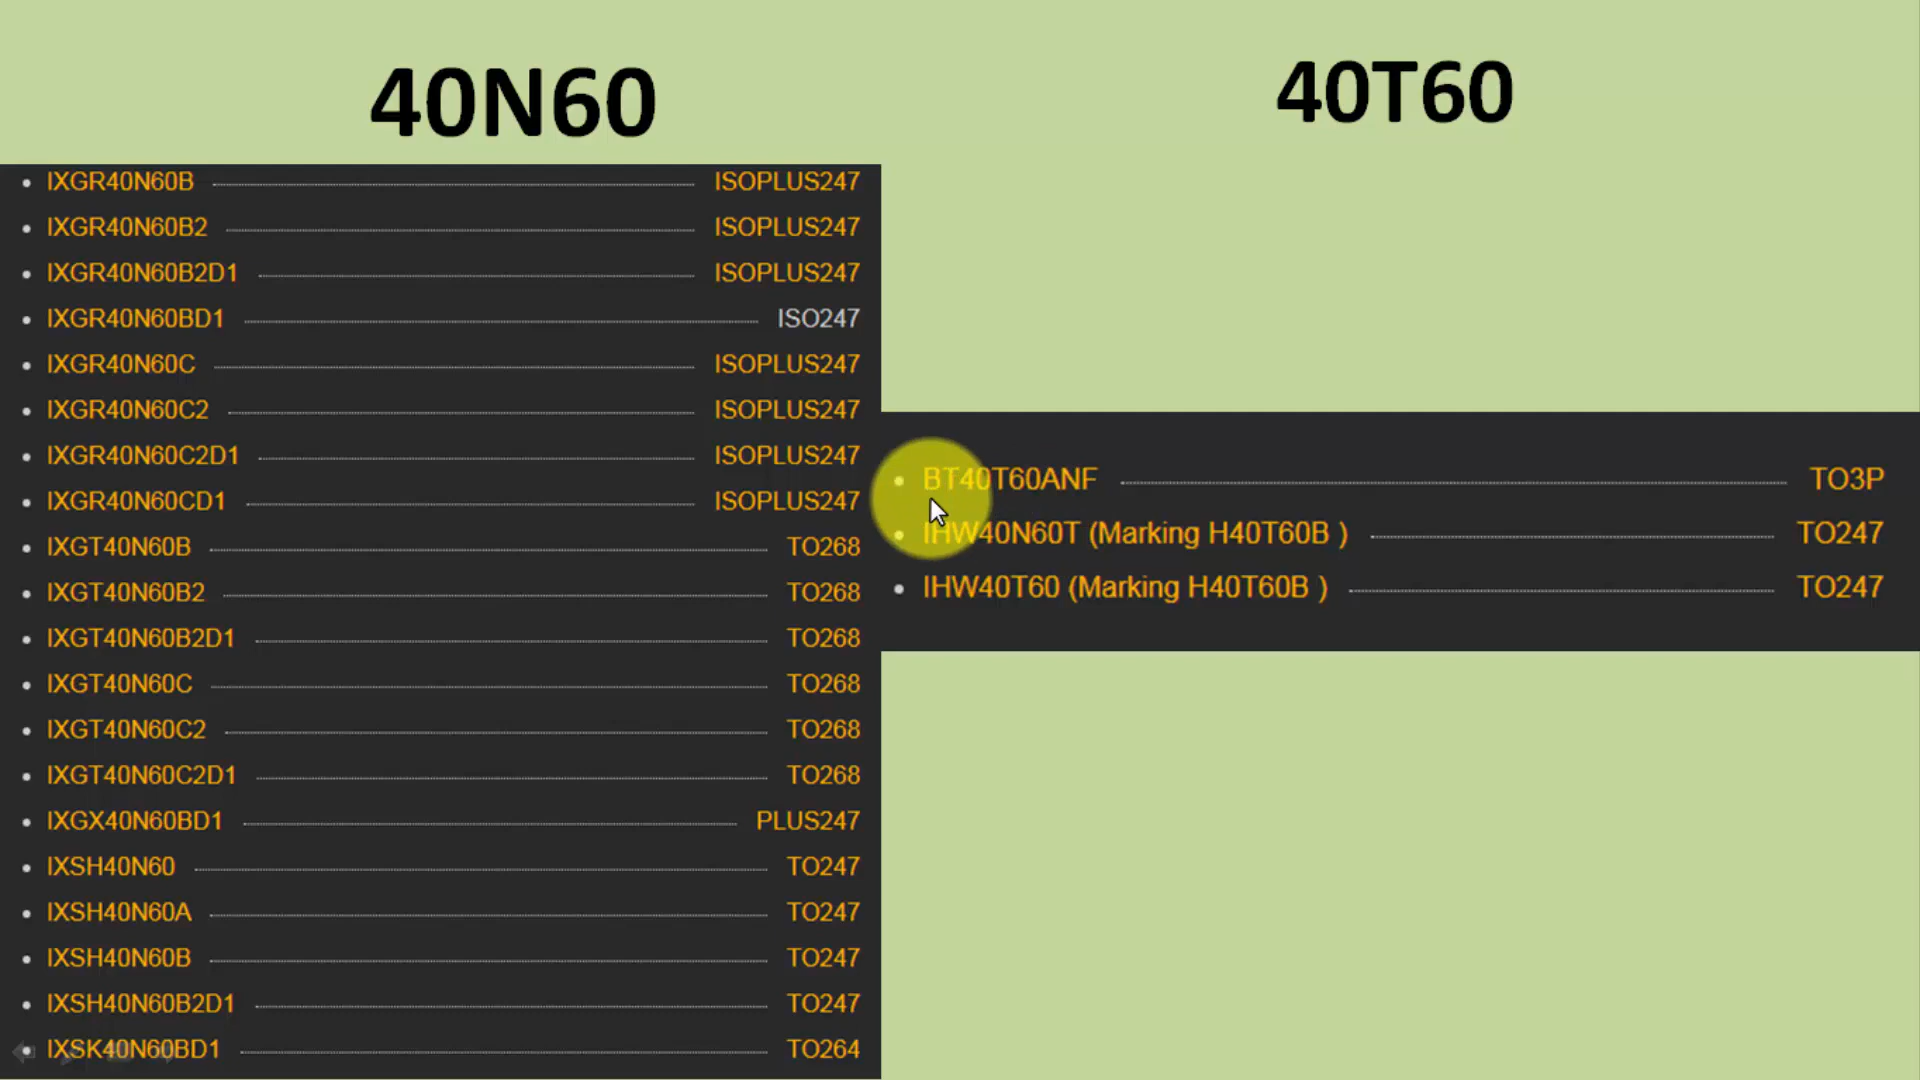 40N60
IXGR40N60B ISOPLUS247
IXGR40N60B2 ISOPLUS247
IXGR40N60B2D1 ISOPLUS247
IXGR40N60BD1 ISO247
IXGR40N60C ISOPLUS247
IXGR40N60C2 ISOPLUS247
IXGR40N60C2D1 ISOPLUS247
IXGR40N60CD1 ISOPLUS247
IXGT40N60B TO268
IXGT40N60B2 TO268
IXGT40N60B2D1 TO268
IXGT40N60C TO268
IXGT40N60C2 TO268
IXGT40N60C2D1 TO268
IXGX40N60BD1 PLUS247
IXSH40N60 TO247
IXSH40N60A TO247
IXSH40N60B TO247
IXSH40N60B2D1 TO247
IXSK40N60BD1 TO264
40T60
BT40T60ANF TO3P
IHW40N60T (Marking H40T60B ) TO247
IHW40T60 (Marking H40T60B ) TO247